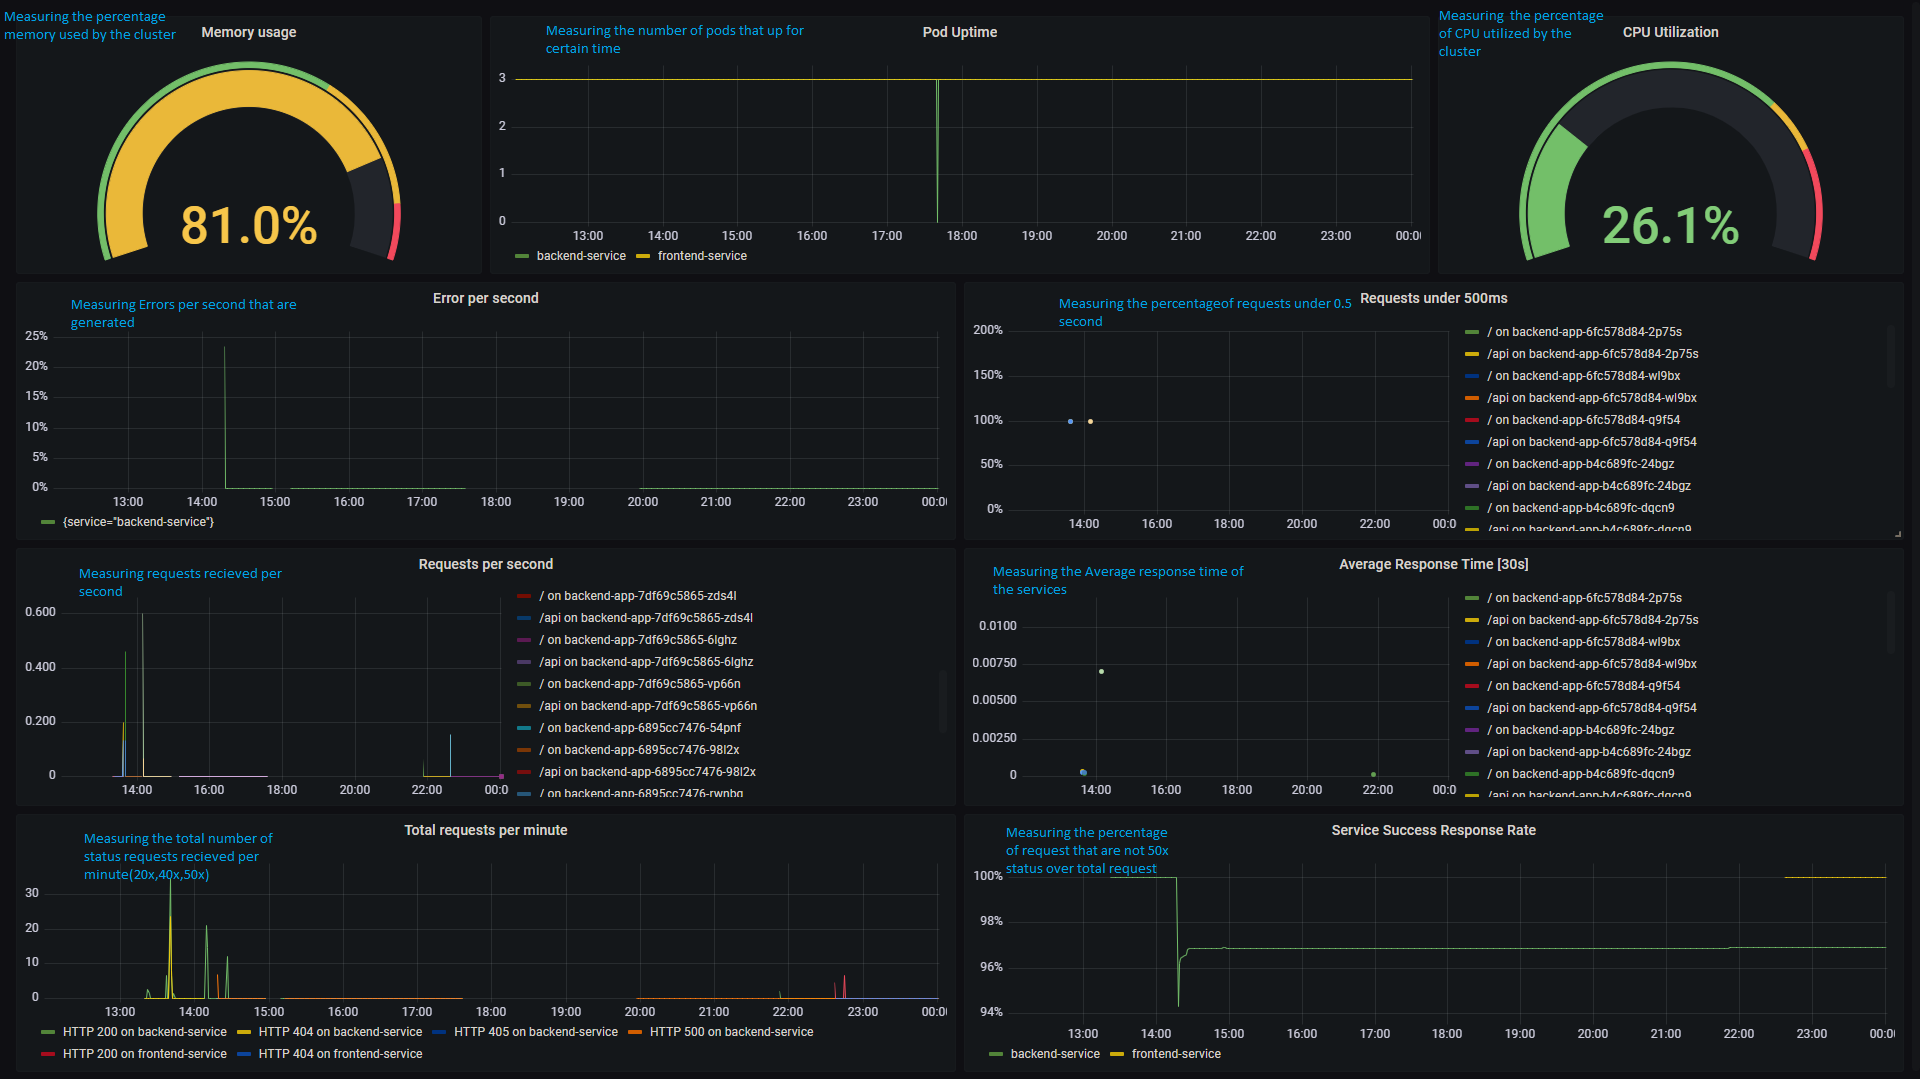 Measuring the percentage
memory used by the cluster
Memory usage
81.0%
Measuring the number of pods that up for
certain time
Pod Uptime
3
2
1
0
13:00 14:00 15:00 16:00 17:00 18:00 19:00 20:00 21:00 22:00 23:00 00:0
backend-service frontend-service
Measuring the percentage
of CPU utilized by the
cluster
CPU Utilization
26.1%
Measuring Errors per second that are
generated
Error per second
25%
20%
15%
10%
5%
0%
13:00 14:00 15:00 16:00 17:00 18:00 19:00 20:00 21:00 22:00 23:00 00:0
{service="backend-service"}
Measuring the percentageof requests under 0.5
second
Requests under 500ms
200%
150%
100%
50%
0%
14:00 16:00 18:00 20:00 22:00 00:0
/ on backend-app-6fc578d84-2p75s
/api on backend-app-6fc578d84-2p75s
/ on backend-app-6fc578d84-wl9bx
/api on backend-app-6fc578d84-wl9bx
/ on backend-app-6fc578d84-q9f54
/api on backend-app-6fc578d84-q9f54
/ on backend-app-b4c689fc-24bgz
/api on backend-app-b4c689fc-24bgz
/ on backend-app-b4c689fc-dqcn9
/api on backend-app-b4c689fc-dqcn9
Measuring requests recieved per
second
Requests per second
0.600
0.400
0.200
0
14:00 16:00 18:00 20:00 22:00 00:0
/ on backend-app-7df69c5865-zds4l
/api on backend-app-7df69c5865-zds4l
/ on backend-app-7df69c5865-6lghz
/api on backend-app-7df69c5865-6lghz
/ on backend-app-7df69c5865-vp66n
/api on backend-app-7df69c5865-vp66n
/ on backend-app-6895cc7476-54pnf
/ on backend-app-6895cc7476-98l2x
/api on backend-app-6895cc7476-98l2x
/ on backend-app-6895cc7476-rwnbg
Measuring the Average response time of
the services
Average Response Time [30s]
0.0100
0.00750
0.00500
0.00250
0
14:00 16:00 18:00 20:00 22:00 00:0
/ on backend-app-6fc578d84-2p75s
/api on backend-app-6fc578d84-2p75s
/ on backend-app-6fc578d84-wl9bx
/api on backend-app-6fc578d84-wl9bx
/ on backend-app-6fc578d84-q9f54
/api on backend-app-6fc578d84-q9f54
/ on backend-app-b4c689fc-24bgz
/api on backend-app-b4c689fc-24bgz
/ on backend-app-b4c689fc-dqcn9
/api on backend-app-b4c689fc-dqcn9
Measuring the total number of
status requests recieved per
minute(20x,40x,50x)
Total requests per minute
30
20
10
0
13:00 14:00 15:00 16:00 17:00 18:00 19:00 20:00 21:00 22:00 23:00 00:0
HTTP 200 on backend-service HTTP 404 on backend-service HTTP 405 on backend-service HTTP 500 on backend-service
HTTP 200 on frontend-service HTTP 404 on frontend-service
Measuring the percentage
of request that are not 50x
status over total request
Service Success Response Rate
100%
98%
96%
94%
13:00 14:00 15:00 16:00 17:00 18:00 19:00 20:00 21:00 22:00 23:00 00:0
backend-service frontend-service